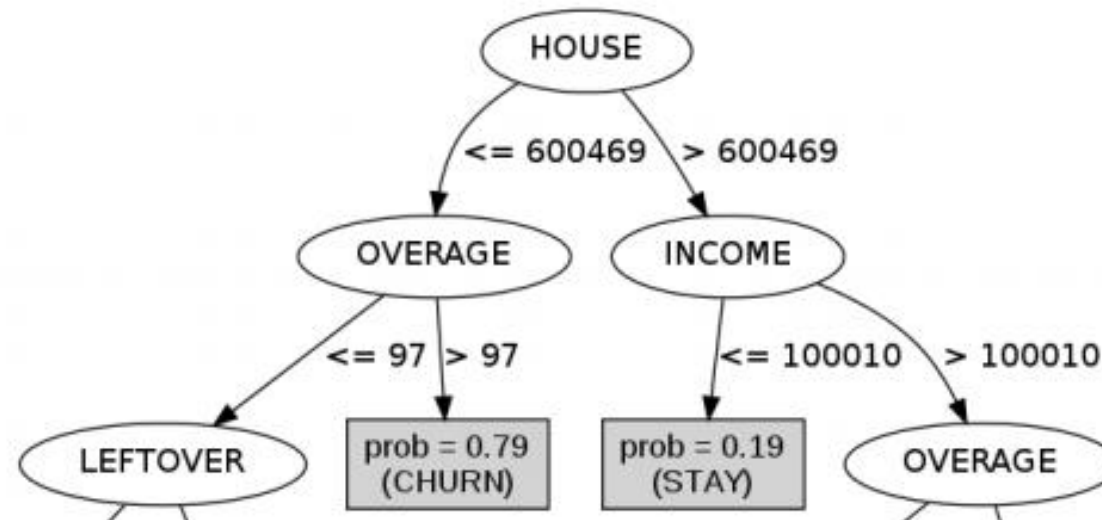 HOUSE
<= 600469
> 600469
OVERAGE
INCOME
<= 97
> 97
<= 100010
> 100010
LEFTOVER
prob = 0.79
(CHURN)
prob = 0.19
(STAY)
OVERAGE